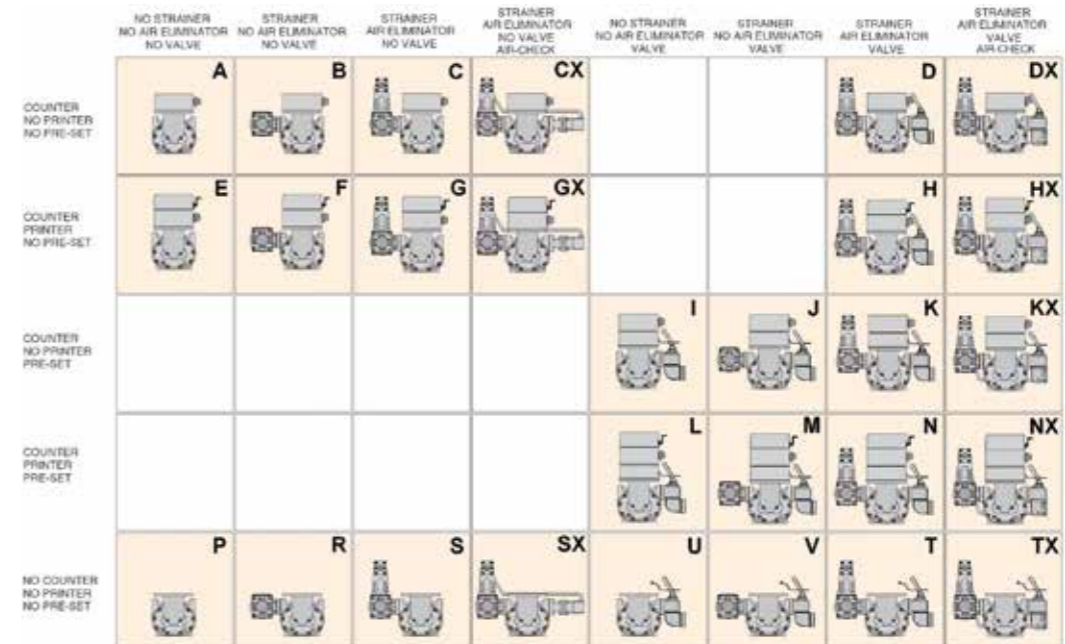 NO STRAINER
NO AIR ELIMINATOR
NO VALVE
STRAINER
NO AIR ELIMINATOR
NO VALVE
STRAINER
AIR ELIMINATOR
NO VALVE
STRAINER
AIR ELIMINATOR
NO VALVE
AIR-CHECK
NO STRAINER
NO AIR ELIMINATOR
VALVE
STRAINER
NO AIR ELIMINATOR
VALVE
STRAINER
AIR ELIMINATOR
VALVE
STRAINER
AIR ELIMINATOR
VALVE
AIR-CHECK
COUNTER
NO PRINTER
NO PRE-SET
A
B
C
CX
D
DX
COUNTER
PRINTER
NO PRE-SET
E
F
G
GX
H
HX
COUNTER
NO PRINTER
PRE-SET
I
J
K
KX
COUNTER
PRINTER
PRE-SET
L
M
N
NX
NO COUNTER
NO PRINTER
NO PRE-SET
P
R
S
SX
U
V
T
TX